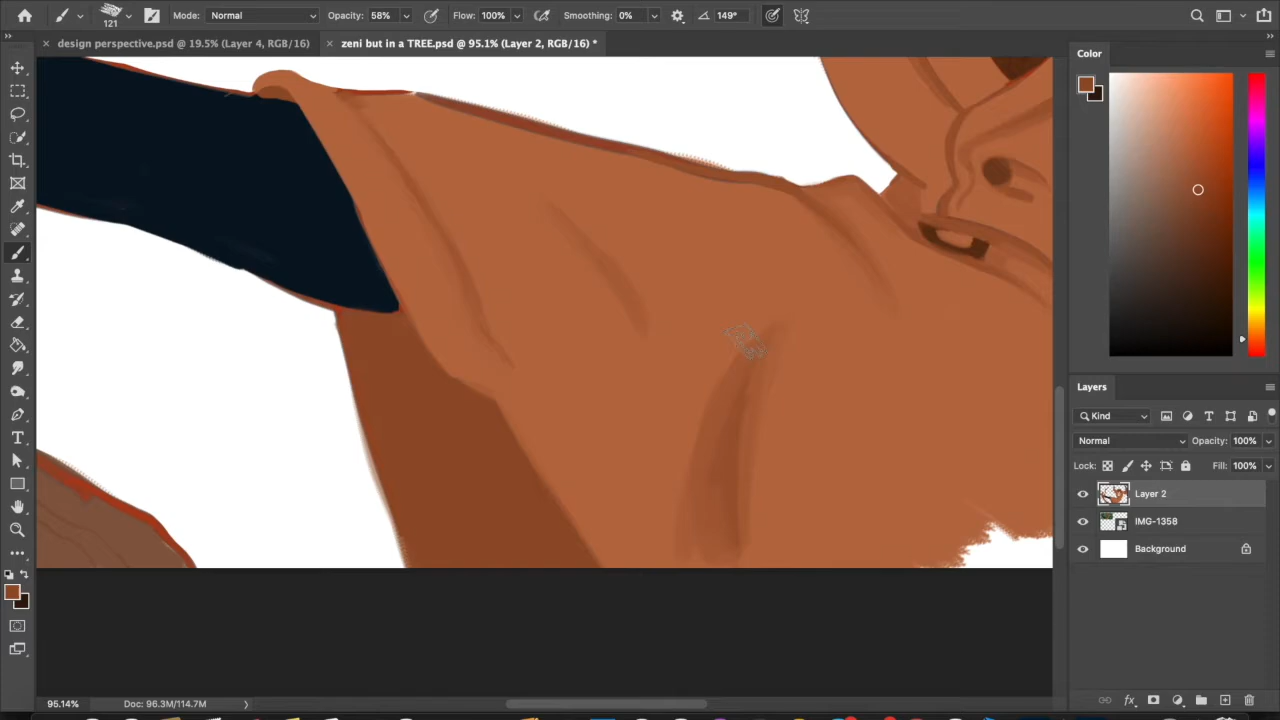 121 Mode: Normal Opacity: 58% Flow: 100% Smoothing: 0% 149°
design perspective.psd @ 19.5% (Layer 4, RGB/16) zeni but in a TREE.psd @ 95.1% (Layer 2, RGB/16) *
Color
Layers
Kind
Normal Opacity: 100%
Lock: Fill: 100%
Layer 2
IMG-1358
Background
95.14% Doc: 96.3M/114.7M